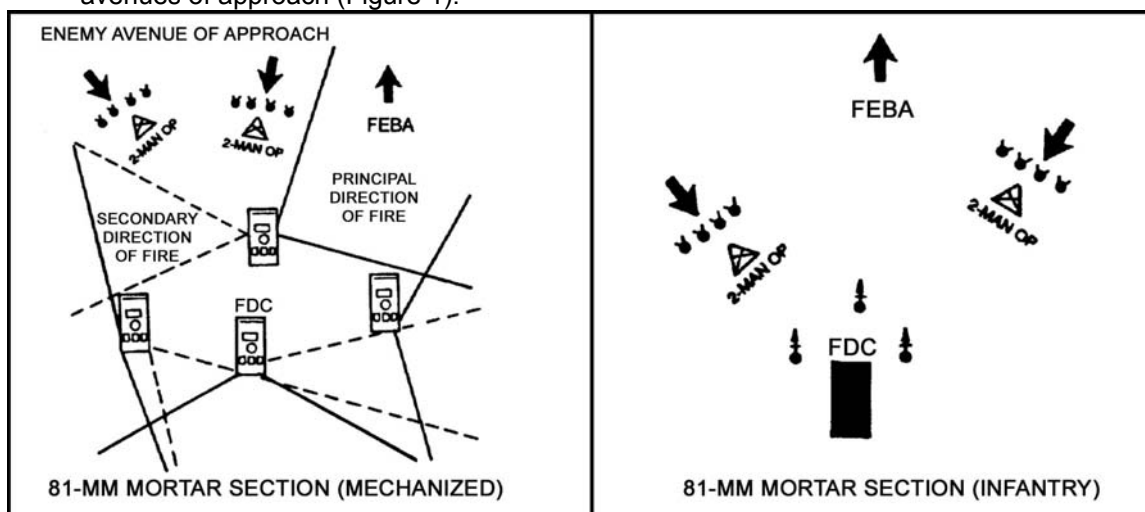 avenues of approach (Figure 1).
ENEMY AVENUE OF APPROACH
2-MAN OP
2-MAN OP
FEBA
PRINCIPAL
DIRECTION
OF FIRE
SECONDARY
DIRECTION
OF FIRE
FDC
81-MM MORTAR SECTION (MECHANIZED)
FEBA
2-MAN OP
2-MAN OP
FDC
81-MM MORTAR SECTION (INFANTRY)